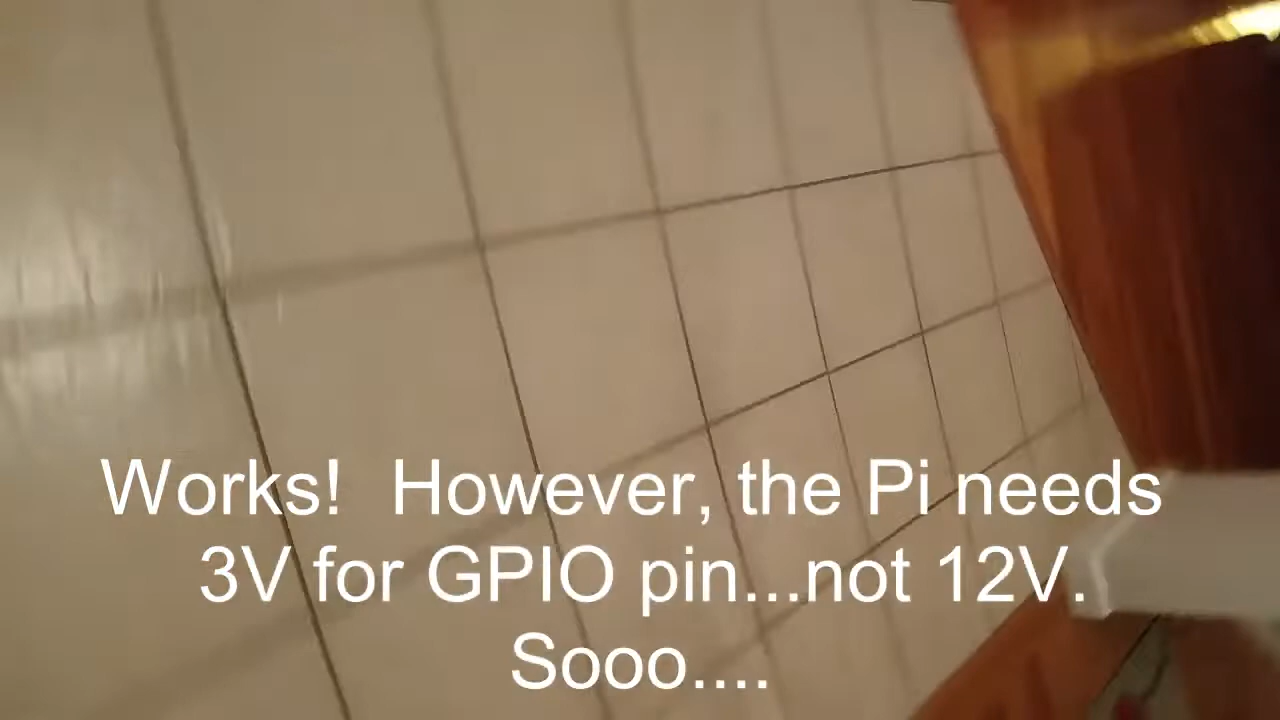 Works!  However, the Pi needs
3V for GPIO pin...not 12V.
Sooo....